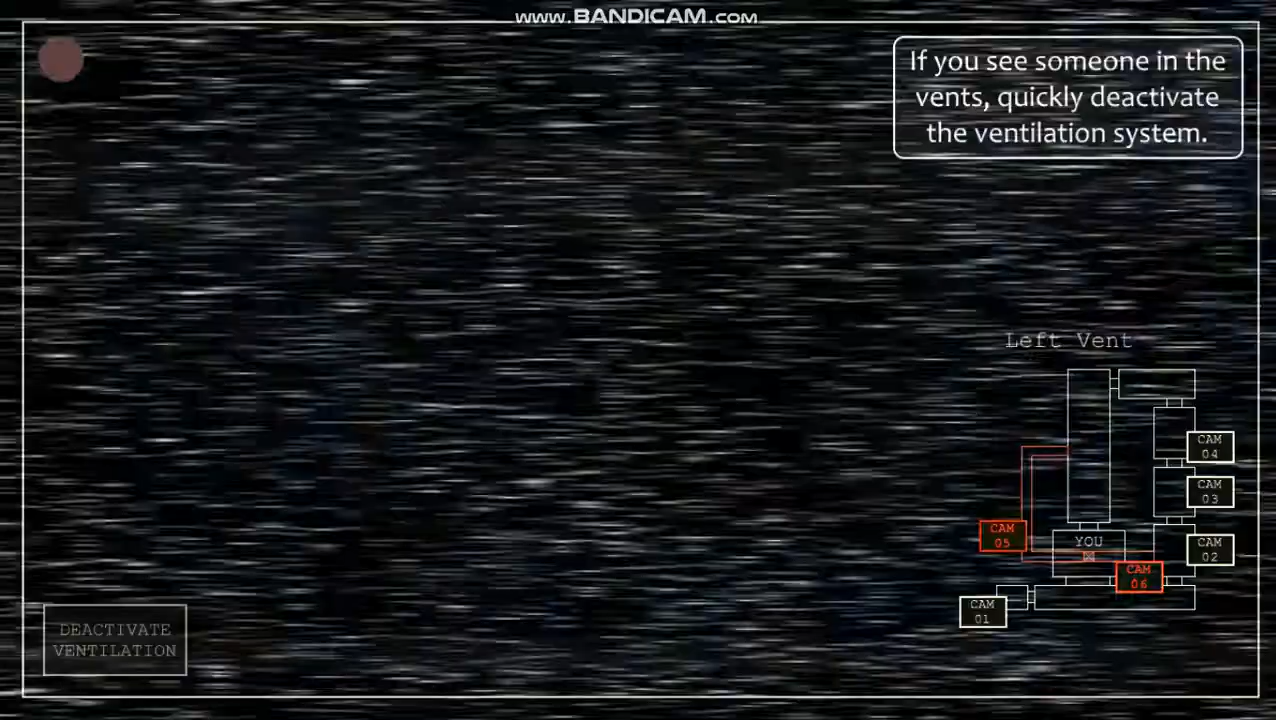 www.BANDICAM.com
If you see someone in the
vents, quickly deactivate
the ventilation system.
Left Vent
CAM
04
CAM
03
CAM
05
YOU
CAM
02
CAM
06
CAM
01
DEACTIVATE
VENTILATION